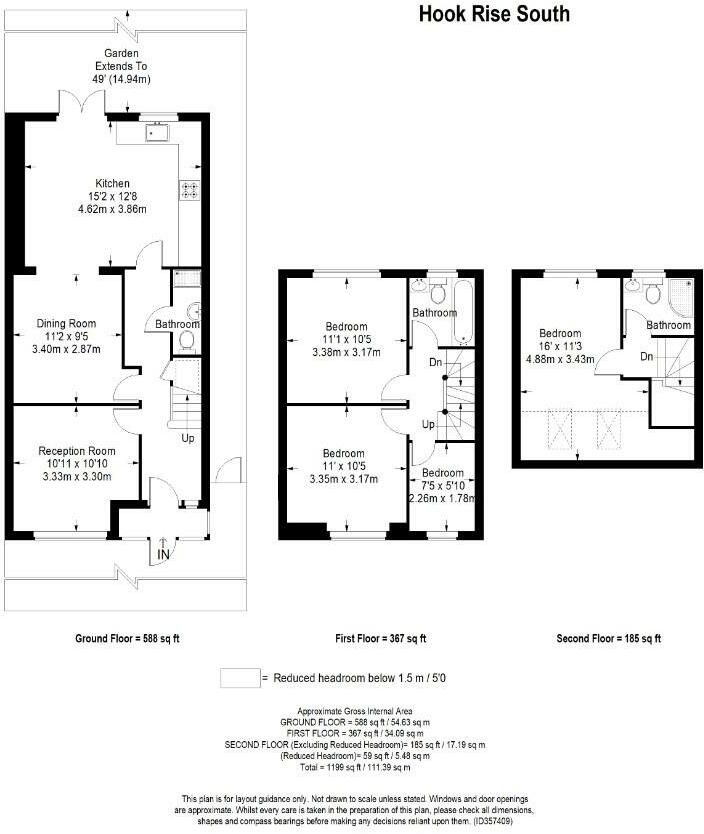 Hook Rise South
Garden
Extends To
49' (14.94m)
Kitchen
15'2 x 12'8
4.62m x 3.86m
Dining Room
11'2 x 9'5
3.40m x 2.87m
Bathroom
Up
Reception Room
10'11 x 10'10
3.33m x 3.30m
IN
Bedroom
11'1 x 10'5
3.38m x 3.17m
Bathroom
Dn
Up
Bedroom
11' x 10'5
3.35m x 3.17m
Bedroom
7'5 x 5'10
2.26m x 1.78m
Bedroom
16' x 11'3
4.88m x 3.43m
Bathroom
Dn
Ground Floor = 588 sq ft
First Floor = 367 sq ft
Second Floor = 185 sq ft
= Reduced headroom below 1.5 m / 5'0
Approximate Gross Internal Area
GROUND FLOOR = 588 sq ft / 54.63 sq m
FIRST FLOOR = 367 sq ft / 34.09 sq m
SECOND FLOOR (Excluding Reduced Headroom)= 185 sq ft / 17.19 sq m
(Reduced Headroom)= 59 sq ft / 5.48 sq m
Total = 1199 sq ft / 111.39 sq m
This plan is for layout guidance only. Not drawn to scale unless stated. Windows and door openings
are approximate. Whilst every care is taken in the preparation of this plan, please check all dimensions,
shapes and compass bearings before making any decisions reliant upon them. (ID357409)